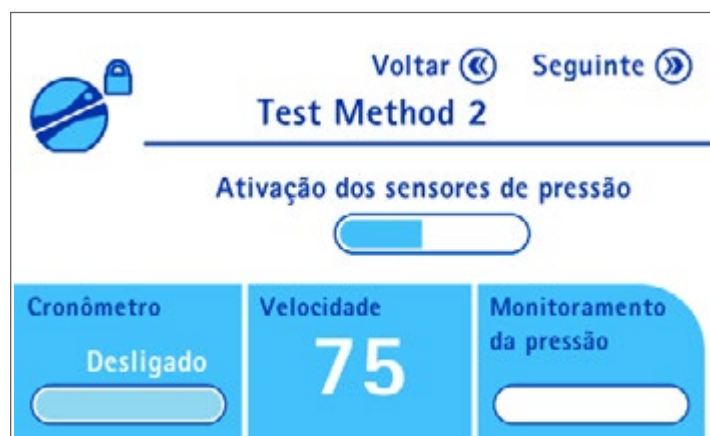 Voltar Seguinte
Test Method 2
Ativação dos sensores de pressão
Cronômetro
Desligado
Velocidade
75
Monitoramento
da pressão